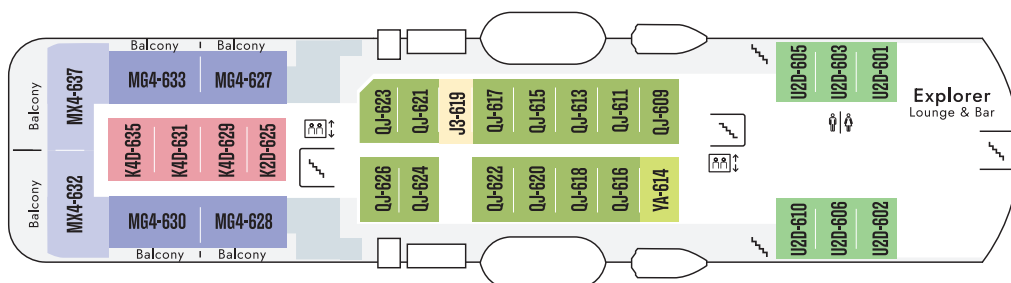 Balcony
Balcony
MG4-633
MG4-627
MX4-637
Balcony
K4D-635
K4D-631
K4D-629
K2D-625
QJ-623
QJ-621
J3-619
QJ-617
QJ-615
QJ-613
QJ-611
QJ-609
U2D-605
U2D-603
U2D-601
Explorer
Lounge & Bar
MX4-632
Balcony
MG4-630
MG4-628
Balcony
Balcony
QJ-626
QJ-624
QJ-622
QJ-620
QJ-618
QJ-616
YA-614
U2D-610
U2D-606
U2D-602